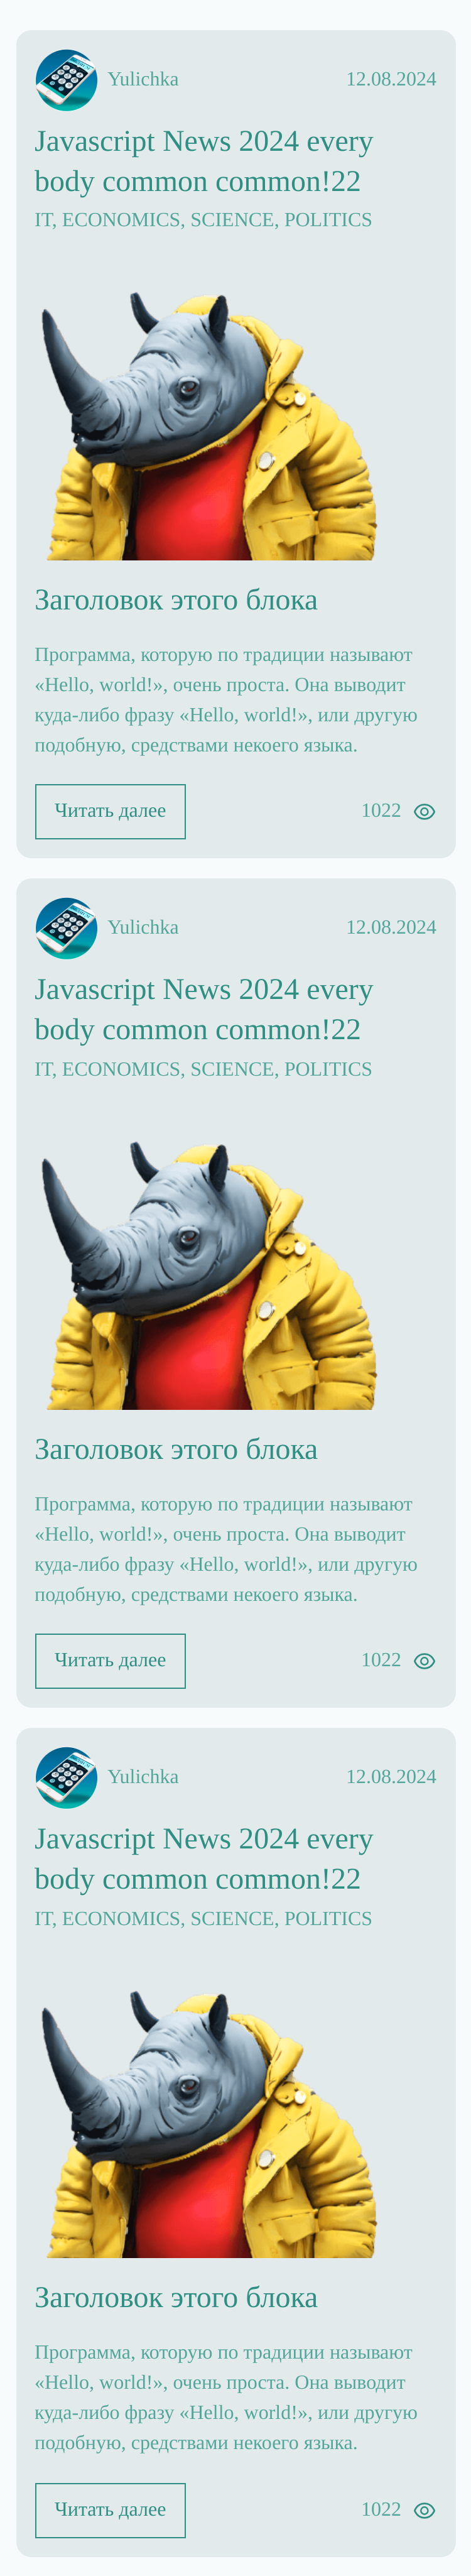 Yulichka 12.08.2024
Javascript News 2024 every
body common common!22
IT, ECONOMICS, SCIENCE, POLITICS
Заголовок этого блока
Программа, которую по традиции называют
«Hello, world!», очень проста. Она выводит
куда-либо фразу «Hello, world!», или другую
подобную, средствами некоего языка.
Читать далее 1022
Yulichka 12.08.2024
Javascript News 2024 every
body common common!22
IT, ECONOMICS, SCIENCE, POLITICS
Заголовок этого блока
Программа, которую по традиции называют
«Hello, world!», очень проста. Она выводит
куда-либо фразу «Hello, world!», или другую
подобную, средствами некоего языка.
Читать далее 1022
Yulichka 12.08.2024
Javascript News 2024 every
body common common!22
IT, ECONOMICS, SCIENCE, POLITICS
Заголовок этого блока
Программа, которую по традиции называют
«Hello, world!», очень проста. Она выводит
куда-либо фразу «Hello, world!», или другую
подобную, средствами некоего языка.
Читать далее 1022